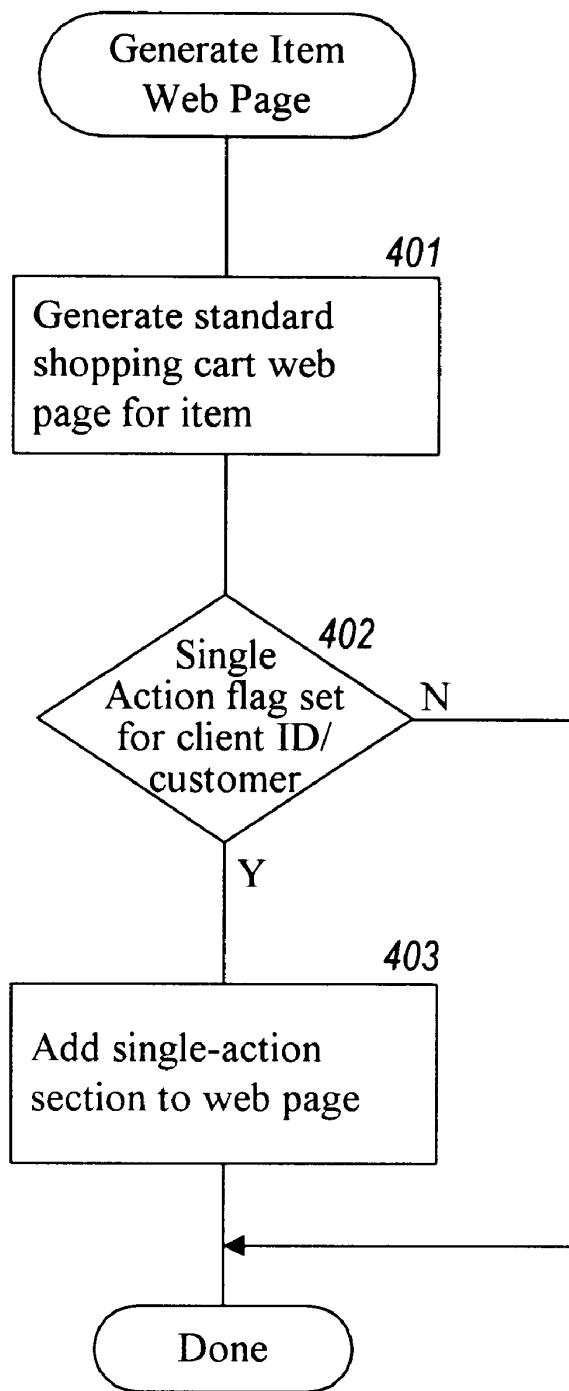 Generate Item
Web Page
401
Generate standard
shopping cart web
page for item
402
Single
Action flag set
for client ID/
customer
N
Y
403
Add single-action
section to web page
Done